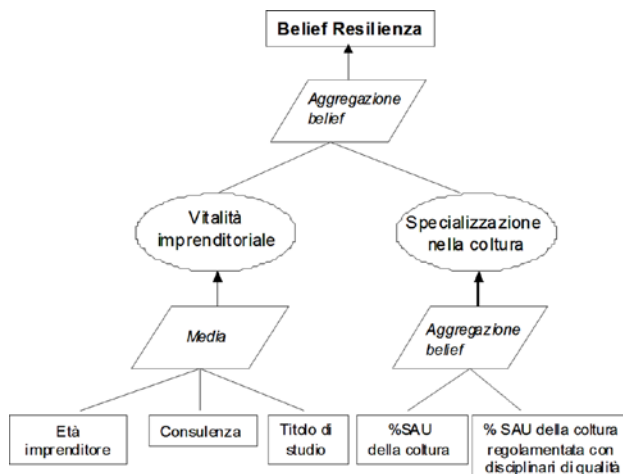 Belief Resilienza
Aggregazione
belief
Vitalità
imprenditoriale
Specializzazione
nella coltura
Media
Aggregazione
belief
Età
imprenditore
Consulenza
Titolo di
studio
%SAU
della coltura
% SAU della coltura
regolamentata con
disciplinari di qualità